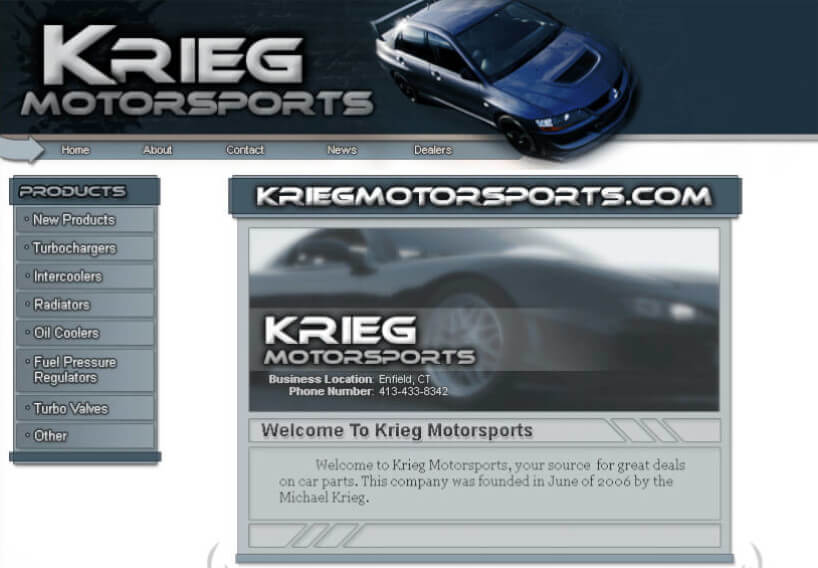 KRIEG
MOTORSPORTS
Home About Contact News Dealers
PRODUCTS
New Products
Turbochargers
Intercoolers
Radiators
Oil Coolers
Fuel Pressure
Regulators
Turbo Valves
Other
KRIEGMOTORSPORTS.COM
KRIEG
MOTORSPORTS
Business Location: Enfield, CT
Phone Number: 413-433-8342
Welcome To Krieg Motorsports
Welcome to Krieg Motorsports, your source for great deals
on car parts. This company was founded in June of 2006 by the
Michael Krieg.